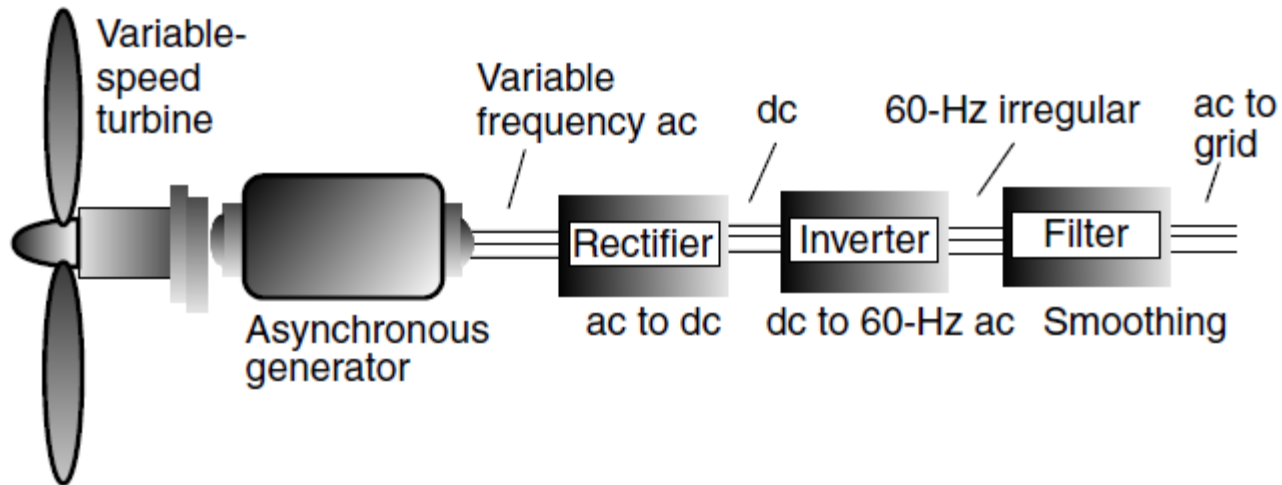 Variable-
speed
turbine
Variable
frequency ac
dc
60-Hz irregular
ac to
grid
Rectifier
Inverter
Filter
Asynchronous
generator
ac to dc
dc to 60-Hz ac
Smoothing